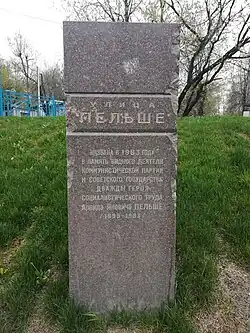 УЛИЦА
ПЕЛЬШЕ
НАЗВАНА В 1983 ГОДУ
В ПАМЯТЬ ВИДНОГО ДЕЯТЕЛЯ
КОММУНИСТИЧЕСКОЙ ПАРТИИ
И СОВЕТСКОГО ГОСУДАРСТВА
ДВАЖДЫ ГЕРОЯ
СОЦИАЛИСТИЧЕСКОГО ТРУДА
АРВИДА ЯНОВИЧА ПЕЛЬШЕ
/1899-1983/